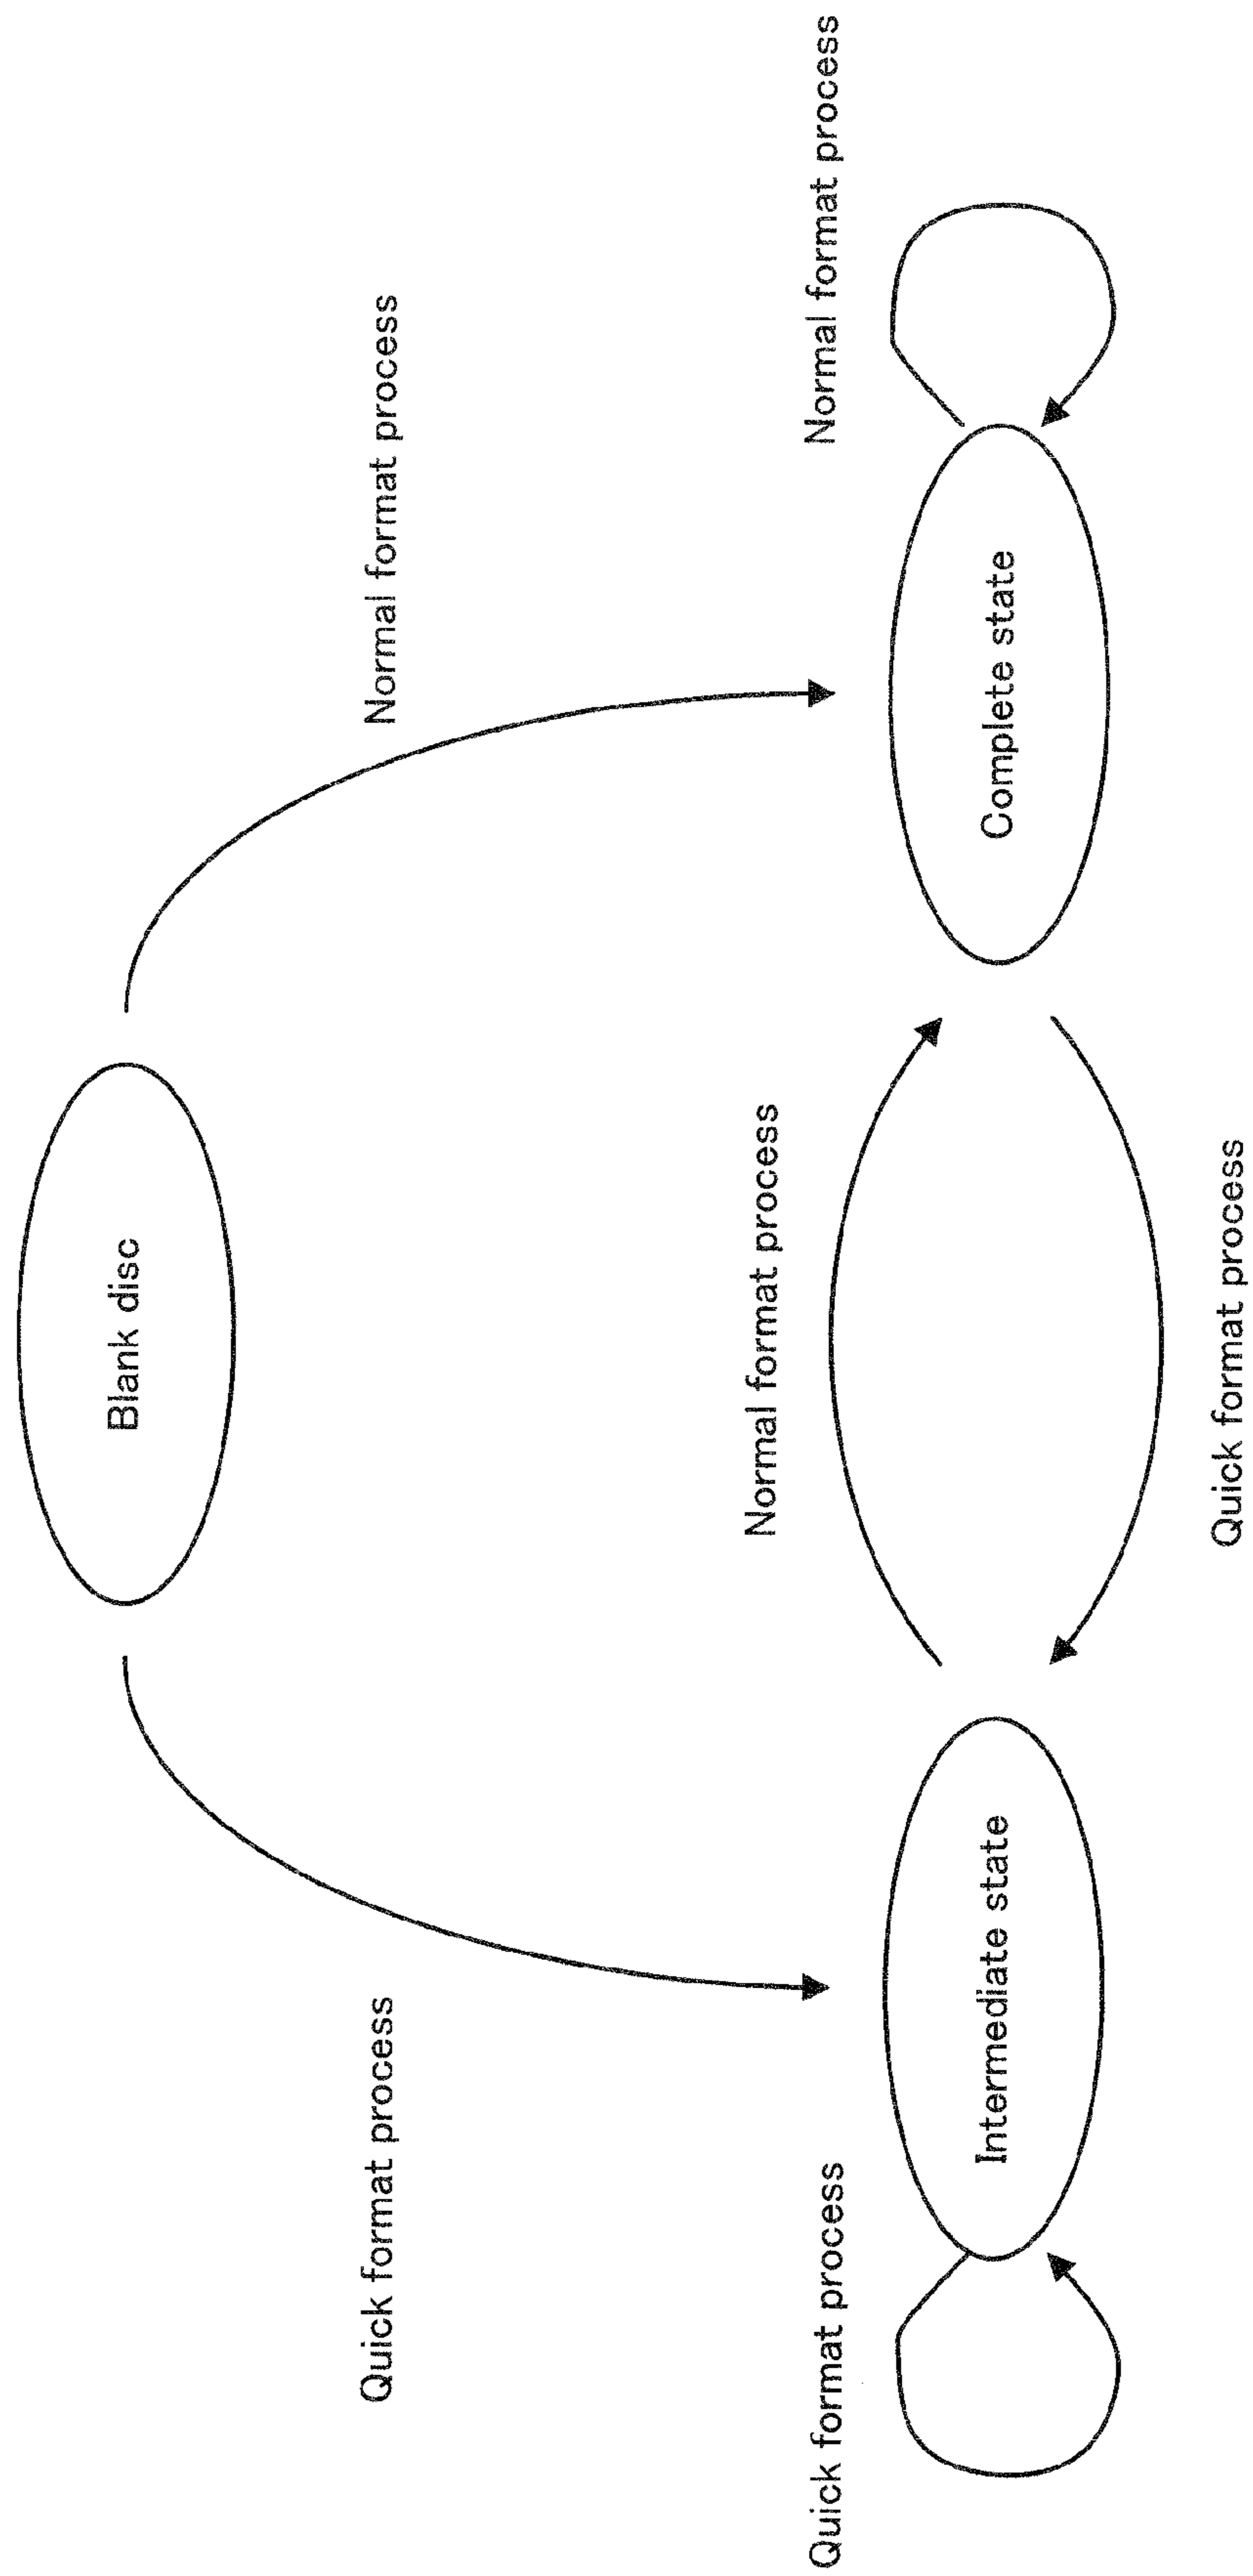 Blank disc
Quick format process
Normal format process
Quick format process
Normal format process
Normal format process
Intermediate state
Complete state
Quick format process